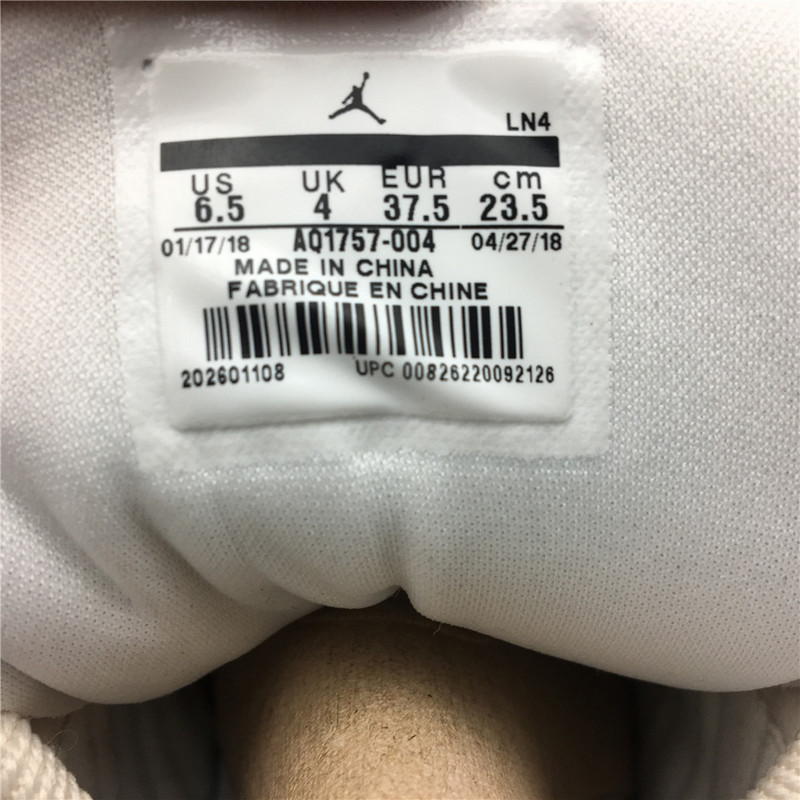 LN4
US UK EUR cm
6.5 4 37.5 23.5
01/17/18 AQ1757-004 04/27/18
MADE IN CHINA
FABRIQUE EN CHINE
202601108 UPC 00826220092126